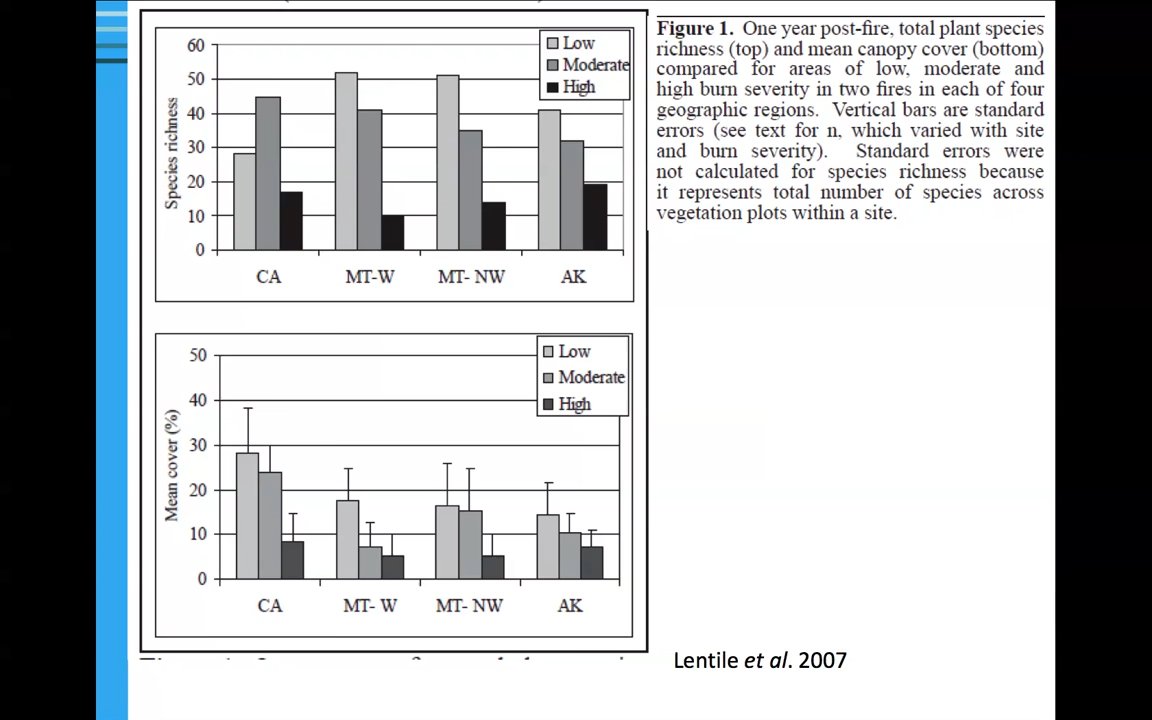 60
50
40
30
20
10
0
Species richness
Low
Moderate
High
CA MT-W MT- NW AK
50
40
30
20
10
0
Mean cover (%)
Low
Moderate
High
CA MT- W MT- NW AK
Figure 1. One year post-fire, total plant species
richness (top) and mean canopy cover (bottom)
compared for areas of low, moderate and
high burn severity in two fires in each of four
geographic regions. Vertical bars are standard
errors (see text for n, which varied with site
and burn severity). Standard errors were
not calculated for species richness because
it represents total number of species across
vegetation plots within a site.
Lentile et al. 2007